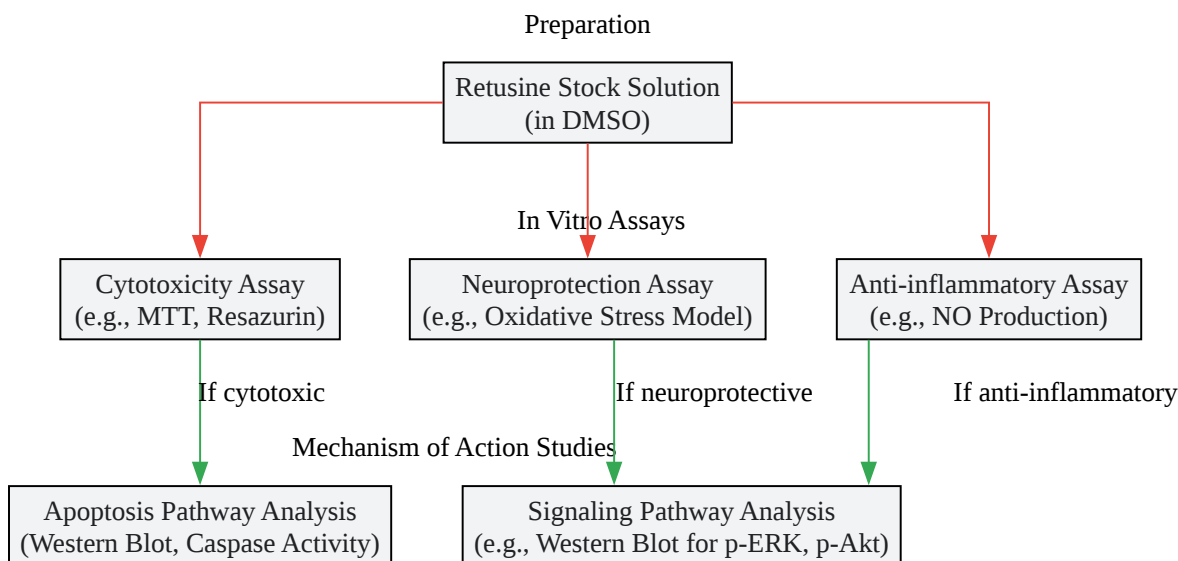 Preparation
Retusine Stock Solution
(in DMSO)
In Vitro Assays
Cytotoxicity Assay
(e.g., MTT, Resazurin)
Neuroprotection Assay
(e.g., Oxidative Stress Model)
Anti-inflammatory Assay
(e.g., NO Production)
If cytotoxic
If neuroprotective
If anti-inflammatory
Mechanism of Action Studies
Apoptosis Pathway Analysis
(Western Blot, Caspase Activity)
Signaling Pathway Analysis
(e.g., Western Blot for p-ERK, p-Akt)